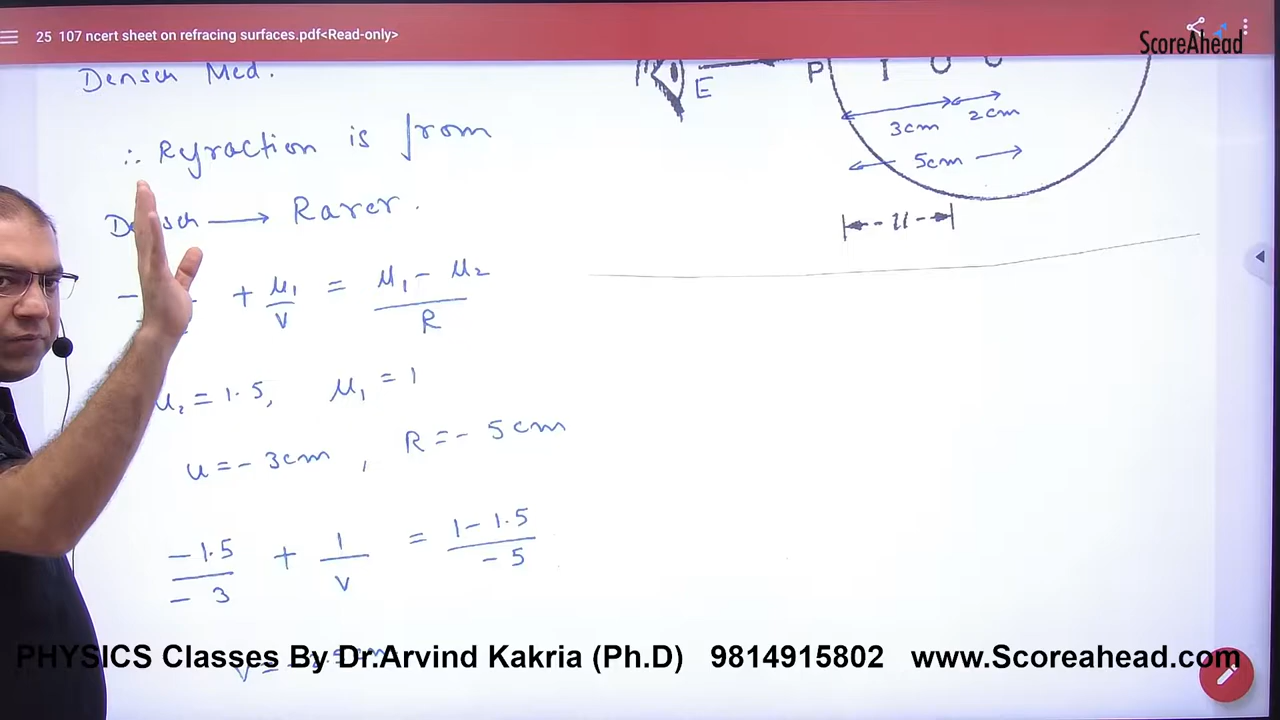 25 107 ncert sheet on refracing surfaces.pdf<Read-only>
ScoreAhead
Densen Med.
∴ Refraction is from
Densen ⟶ Rarer.
+ μ₁/v = μ₁ - μ₂/R
μ₂ = 1.5, μ₁ = 1
u = - 3cm, R = - 5cm
-1.5/-3 + 1/v = 1 - 1.5/-5
E P I O C
3cm 2cm
5cm
u
PHYSICS Classes By Dr.Arvind Kakria (Ph.D) 9814915802 www.Scoreahead.com